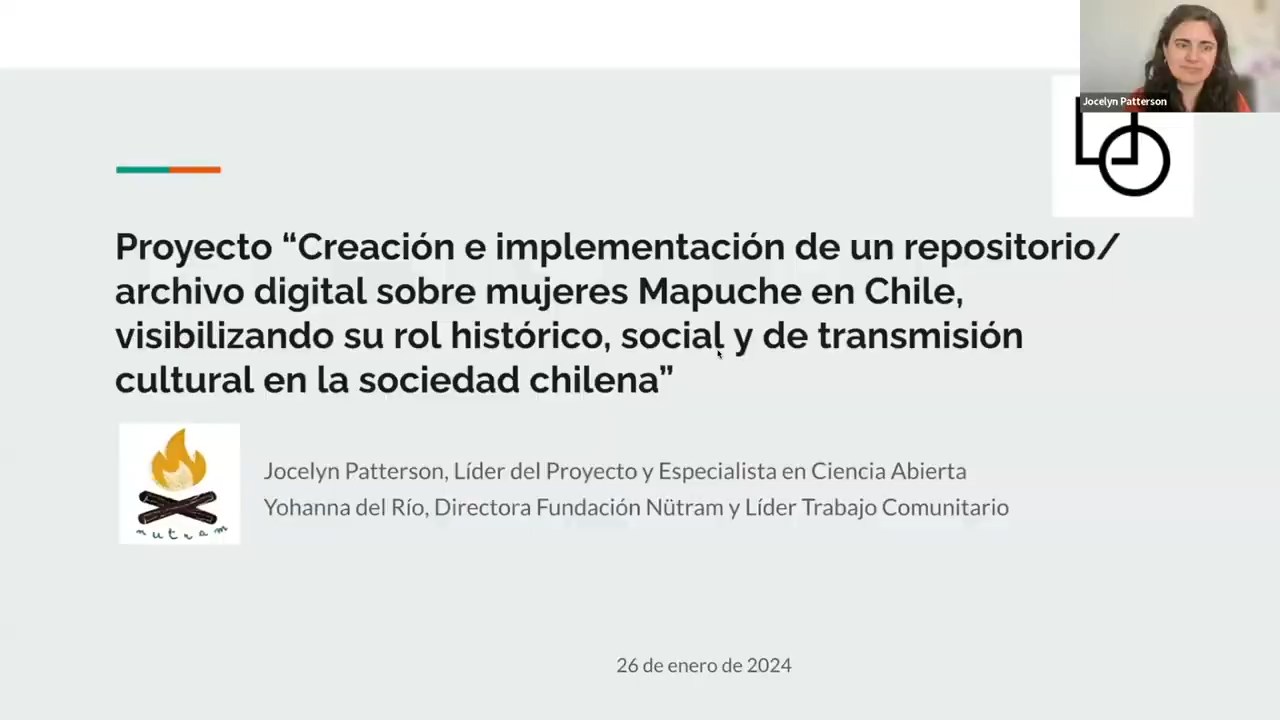 Jocelyn Patterson
Proyecto “Creación e implementación de un repositorio/
archivo digital sobre mujeres Mapuche en Chile,
visibilizando su rol histórico, social y de transmisión
cultural en la sociedad chilena”
nutram
Jocelyn Patterson, Líder del Proyecto y Especialista en Ciencia Abierta
Yohanna del Río, Directora Fundación Nütram y Líder Trabajo Comunitario
26 de enero de 2024